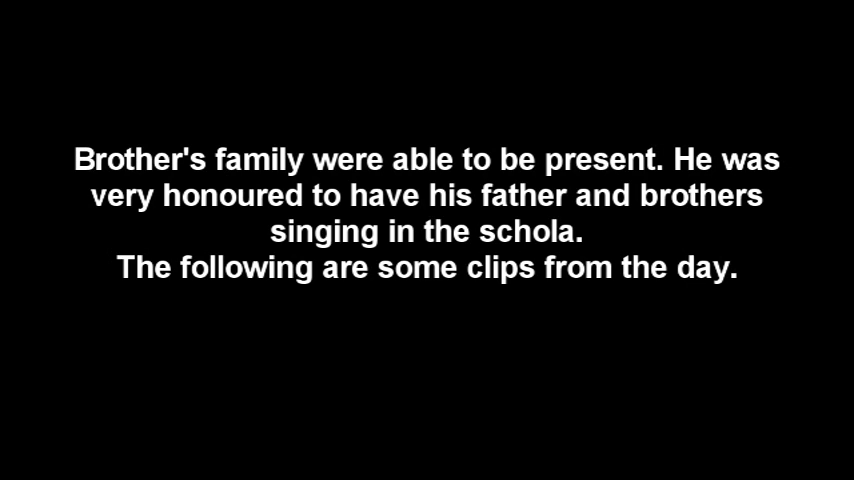 Brother's family were able to be present. He was
very honoured to have his father and brothers
singing in the schola.
The following are some clips from the day.